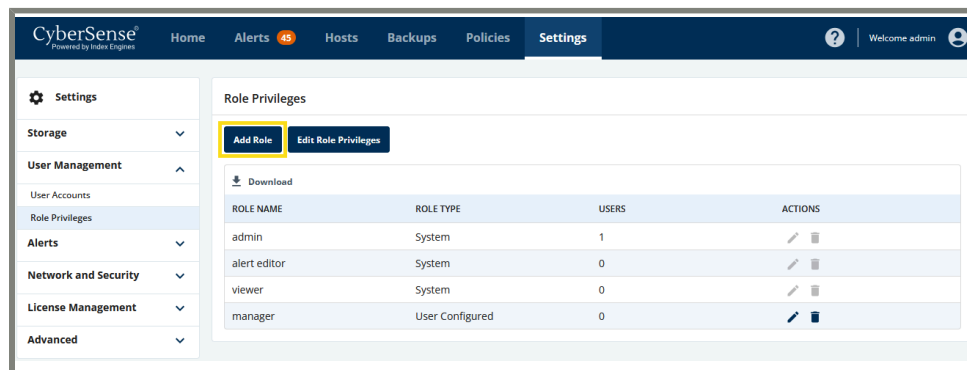 CyberSense®
Powered by Index Engines
Home Alerts 45 Hosts Backups Policies Settings ? Welcome admin
Settings
Storage
User Management
User Accounts
Role Privileges
Alerts
Network and Security
License Management
Advanced
Role Privileges
Add Role Edit Role Privileges
Download
ROLE NAME ROLE TYPE USERS ACTIONS
admin System 1
alert editor System 0
viewer System 0
manager User Configured 0